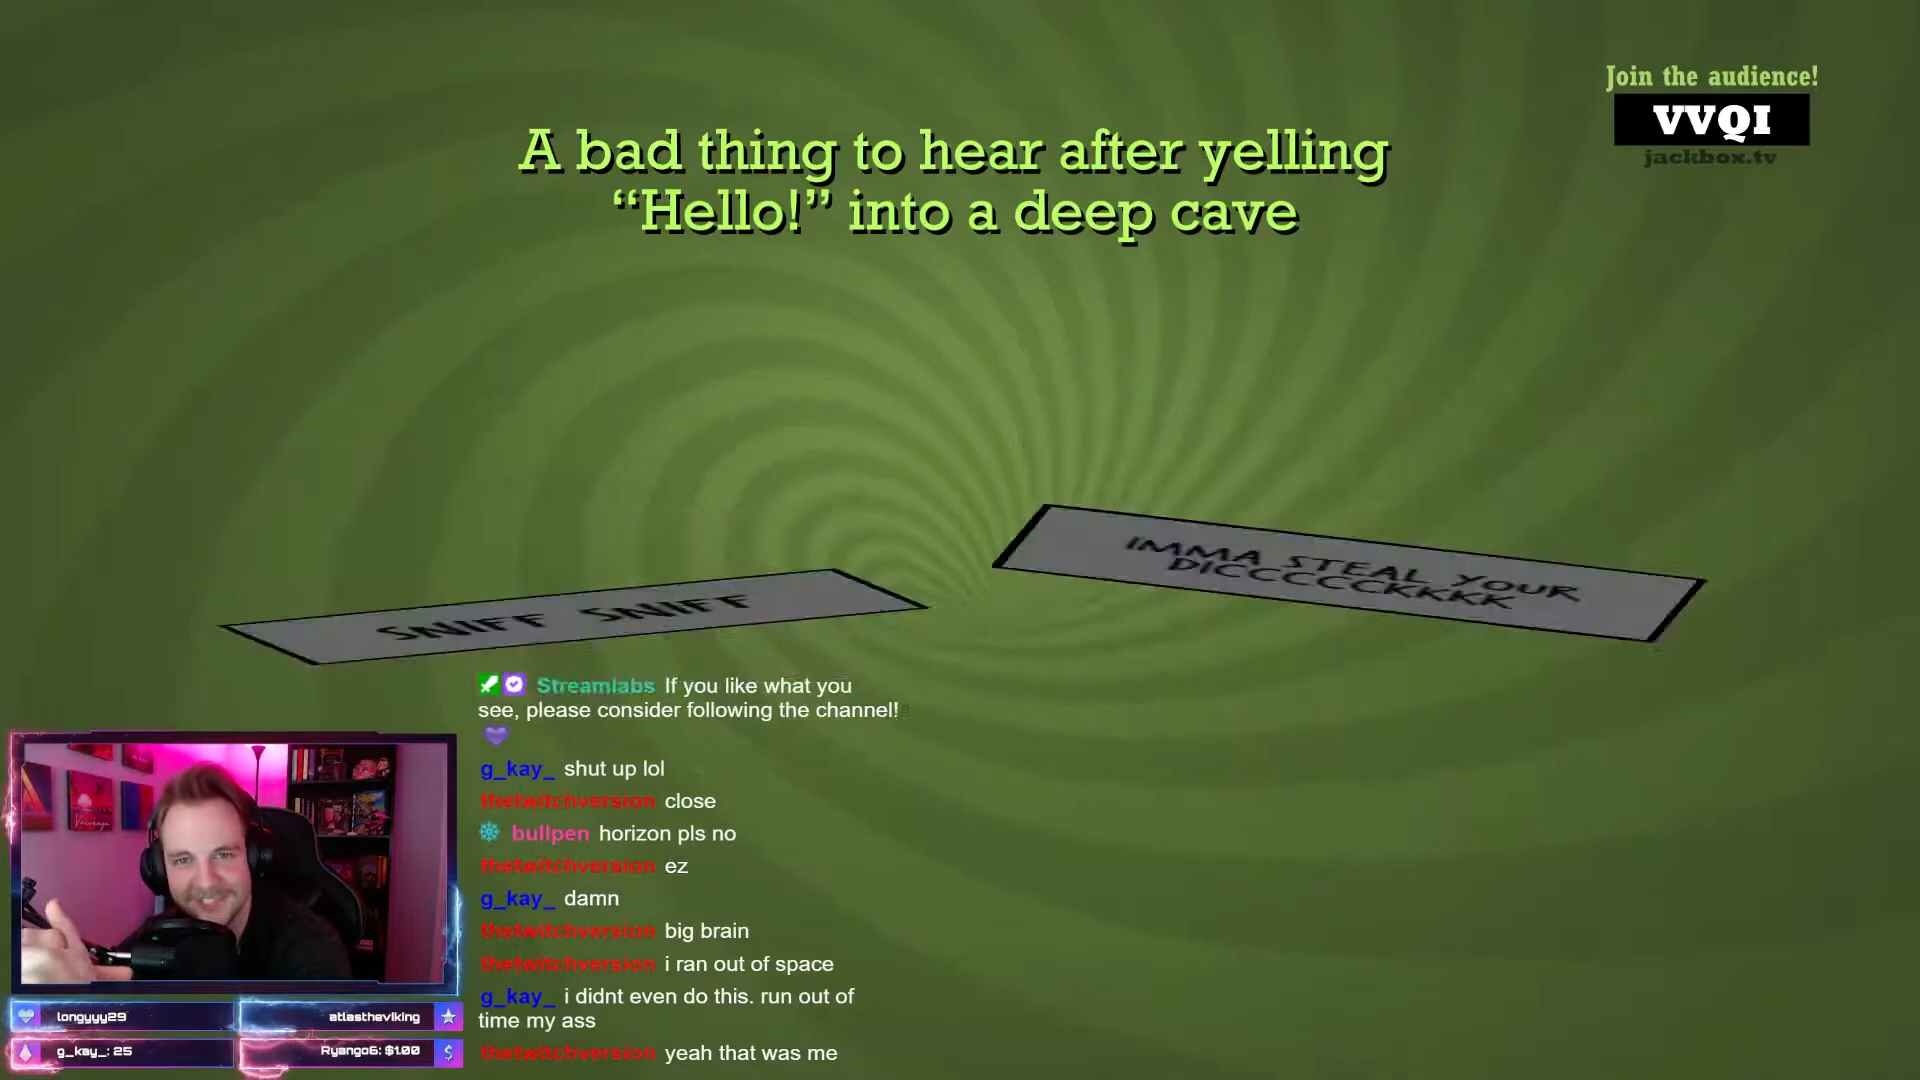 Join the audience!
VVQI
jackbox.tv
A bad thing to hear after yelling
“Hello!” into a deep cave
IMMA STEAL YOUR
DICCCCCCKKKK
SNIFF SNIFF
Streamlabs If you like what you
see, please consider following the channel!
g_kay_ shut up lol
thetwitchversion close
bullpen horizon pls no
thetwitchversion ez
g_kay_ damn
thetwitchversion big brain
thetwitchversion i ran out of space
g_kay_ i didnt even do this. run out of
time my ass
thetwitchversion yeah that was me
longyyy29
atlastheviking
g_kay_: 25
Ryango6: $1.00